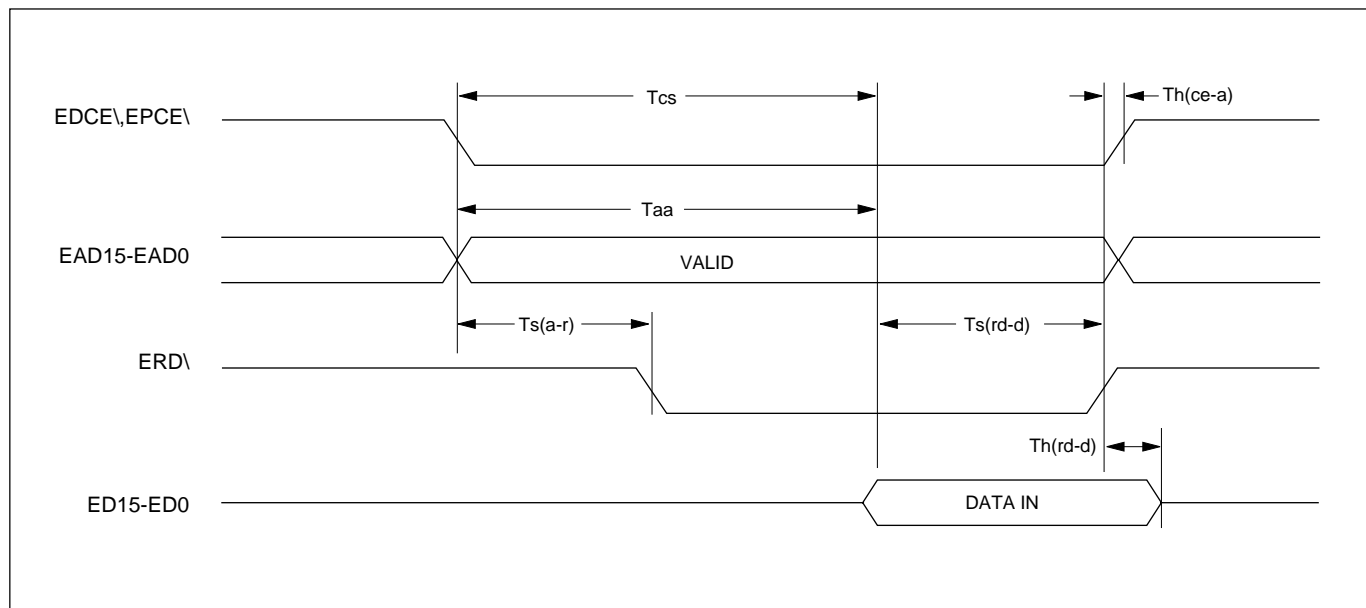 Tcs
Th(ce-a)
EDCE\,EPCE\
Taa
EAD15-EAD0
VALID
Ts(a-r)
Ts(rd-d)
ERD\
Th(rd-d)
ED15-ED0
DATA IN